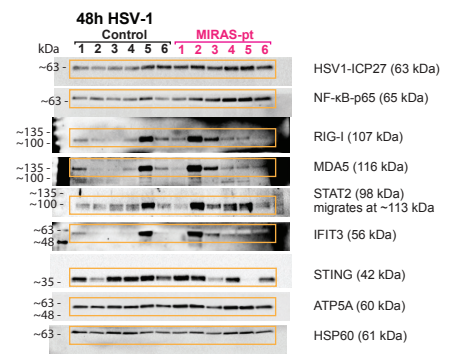 48h HSV-1
Control MIRAS-pt
kDa 1 2 3 4 5 6 1 2 3 4 5 6
~63 - HSV1-ICP27 (63 kDa)
~63 - NF-κB-p65 (65 kDa)
~135 -
~100 - RIG-I (107 kDa)
~135 - MDA5 (116 kDa)
~100 -
~135 - STAT2 (98 kDa)
~100 - migrates at ~113 kDa
~63 - IFIT3 (56 kDa)
~48 -
~35 - STING (42 kDa)
~63 - ATP5A (60 kDa)
~48 -
~63 - HSP60 (61 kDa)